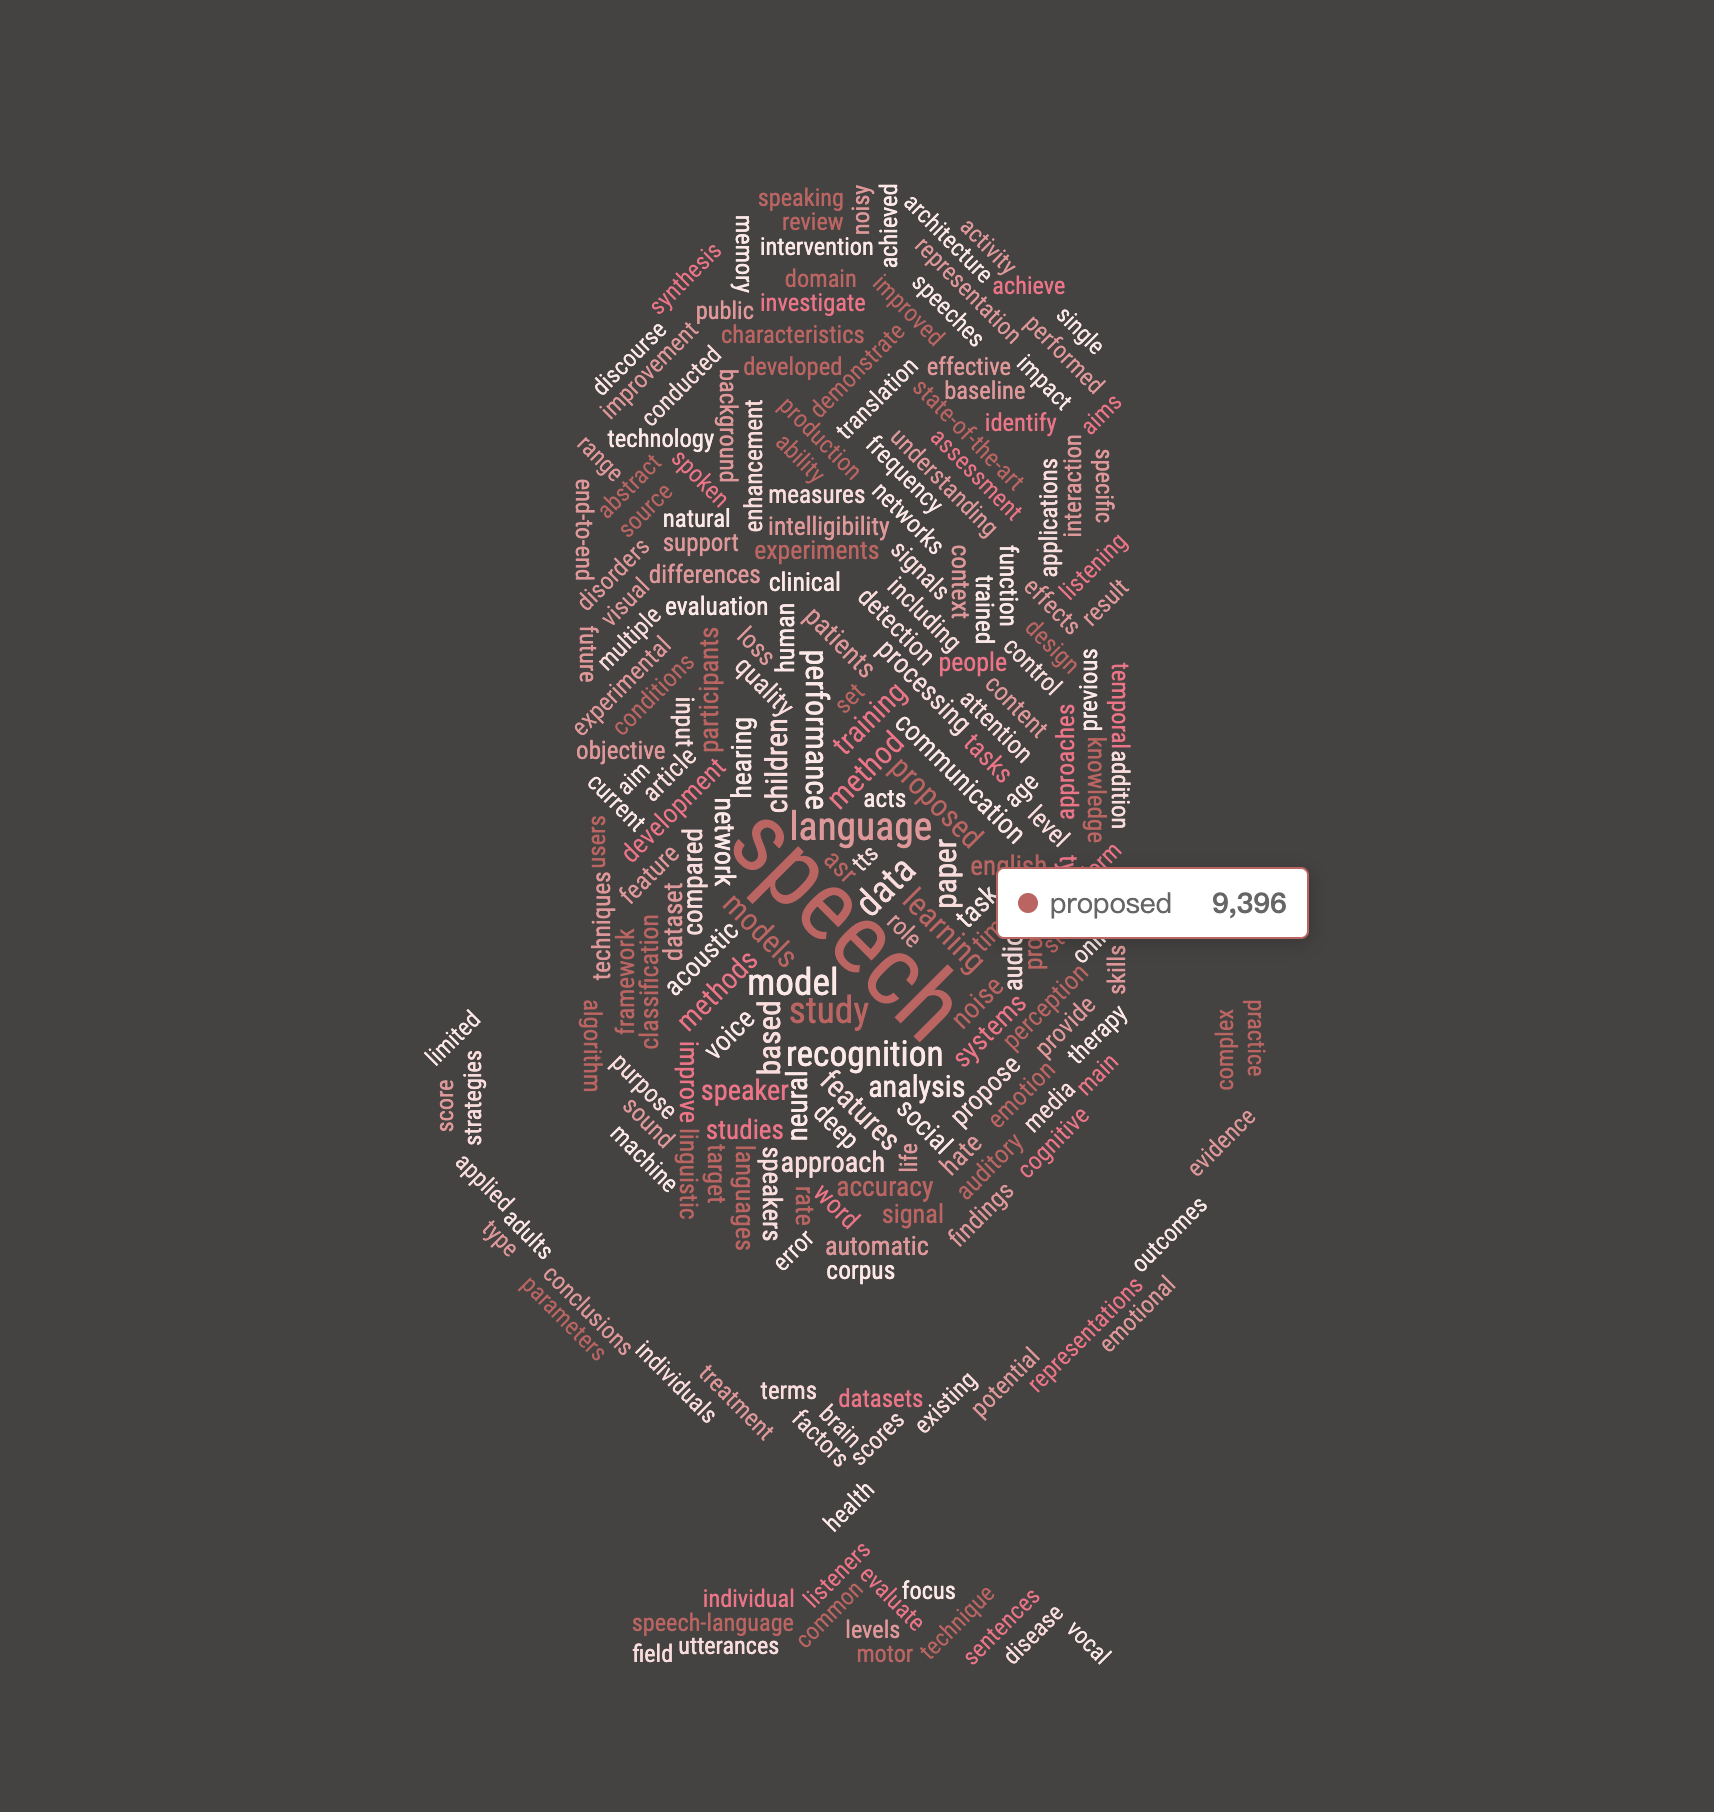 speaking
review
noisy
achieved
memory
intervention
architecture
activity
representation
synthesis
domain
achieve
public
investigate
improved
speeches
single
performed
discourse
improvement
characteristics
demonstrate
conducted
developed
background
translation
effective
impact
baseline
state-of-the-art
aims
identify
production
ability
enhancement
technology
range
abstract
spoken
source
frequency
understanding
assessment
interaction
specific
applications
measures
networks
end-to-end
natural
intelligibility
support
experiments
signals
context
function
listening
disorders
differences
clinical
including
trained
effects
result
visual
evaluation
detection
design
future
multiple
human
patients
loss
participants
processing
people
control
previous
temporal
experimental
conditions
quality
performance
set
training
content
attention
input
objective
hearing
children
communication
tasks
approaches
knowledge
addition
aim
article
current
method
proposed
age
level
development
network
acts
language
users
feature
compared
speech
asr
tts
data
paper
english
task
proposed 9,396
techniques
dataset
models
role
learning
framework
classification
acoustic
skills
methods
model
noise
perception
study
systems
provide
therapy
algorithm
voice
based
recognition
limited
practice
complex
score
strategies
purpose
improve
speaker
neural
features
analysis
propose
emotion
media
main
sound
studies
deep
social
cognitive
machine
linguistic
target
languages
speakers
approach
life
hate
auditory
evidence
rate
word
accuracy
signal
findings
applied
adults
type
error
automatic
corpus
outcomes
conclusions
parameters
representations
emotional
individuals
treatment
terms
datasets
existing
potential
brain
factors
scores
health
listeners
individual
evaluate
focus
speech-language
common
levels
technique
sentences
disease
vocal
field
utterances
motor